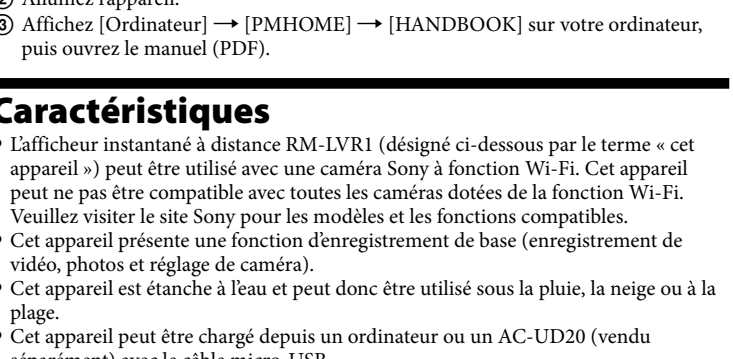 ② Allumez l'appareil.
③ Affichez [Ordinateur] → [PMHOME] → [HANDBOOK] sur votre ordinateur,
puis ouvrez le manuel (PDF).
Caractéristiques
• L'afficheur instantané à distance RM-LVR1 (désigné ci-dessous par le terme « cet
appareil ») peut être utilisé avec une caméra Sony à fonction Wi-Fi. Cet appareil
peut ne pas être compatible avec toutes les caméras dotées de la fonction Wi-Fi.
Veuillez visiter le site Sony pour les modèles et les fonctions compatibles.
• Cet appareil présente une fonction d'enregistrement de base (enregistrement de
vidéo, photos et réglage de caméra).
• Cet appareil est étanche à l'eau et peut donc être utilisé sous la pluie, la neige ou à la
plage.
• Cet appareil peut être chargé depuis un ordinateur ou un AC-UD20 (vendu
séparément) avec le câble micro-USB